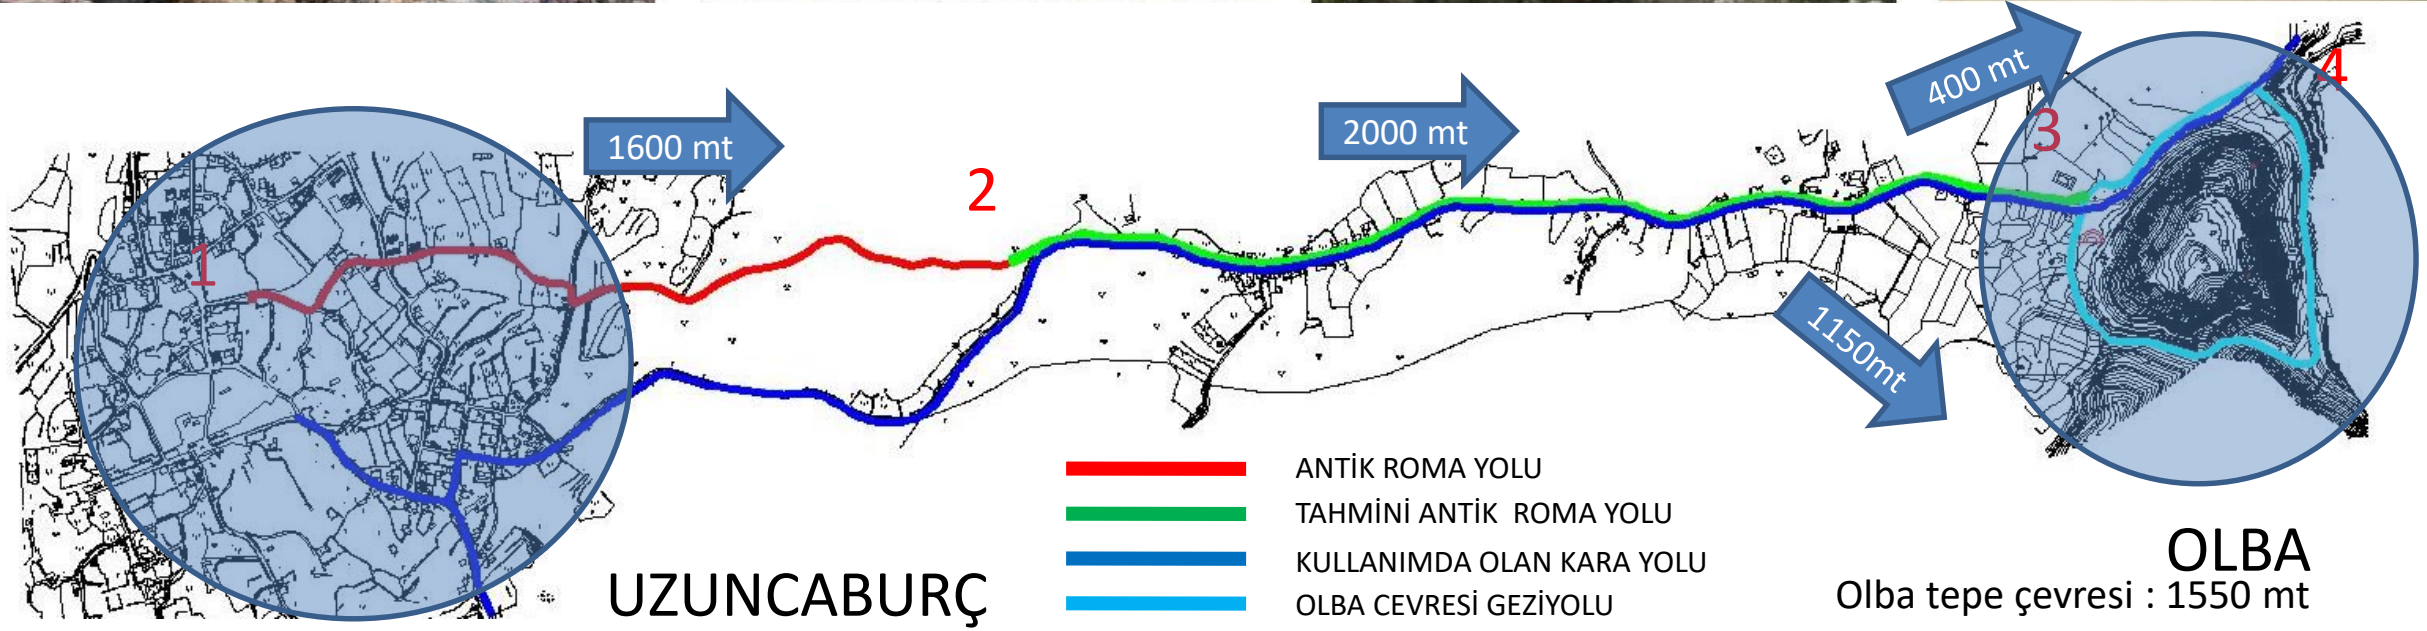 400 mt
4
1600 mt
2000 mt
3
2
1
1150mt
ANTİK ROMA YOLU
TAHMİNİ ANTİK  ROMA YOLU
KULLANIMDA OLAN KARA YOLU
OLBA CEVRESİ GEZİYOLU
UZUNCABURÇ
OLBA
Olba tepe çevresi : 1550 mt